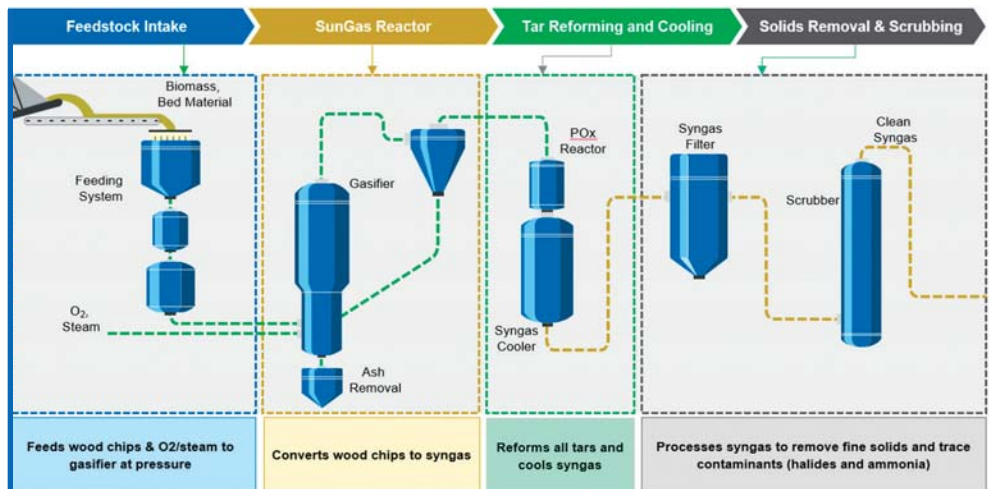 Feedstock Intake
SunGas Reactor
Tar Reforming and Cooling
Solids Removal & Scrubbing
Biomass,
Bed Material
Feeding
System
O2,
Steam
Gasifier
Ash
Removal
POx
Reactor
Syngas
Cooler
Syngas
Filter
Clean
Syngas
Scrubber
Feeds wood chips & O2/steam to
gasifier at pressure
Converts wood chips to syngas
Reforms all tars and
cools syngas
Processes syngas to remove fine solids and trace
contaminants (halides and ammonia)